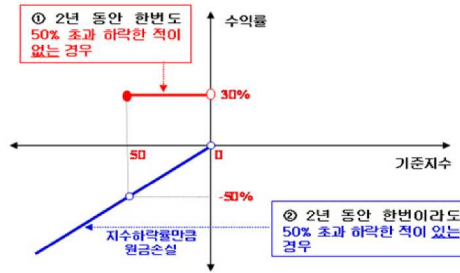 ① 2년 동안 한번도
50% 초과 하락한 적이
없는 경우
수익률
30%
50
0
기준지수
-50%
지수하락률만큼
원금손실
② 2년 동안 한번이라도
50% 초과 하락한 적이 있는
경우